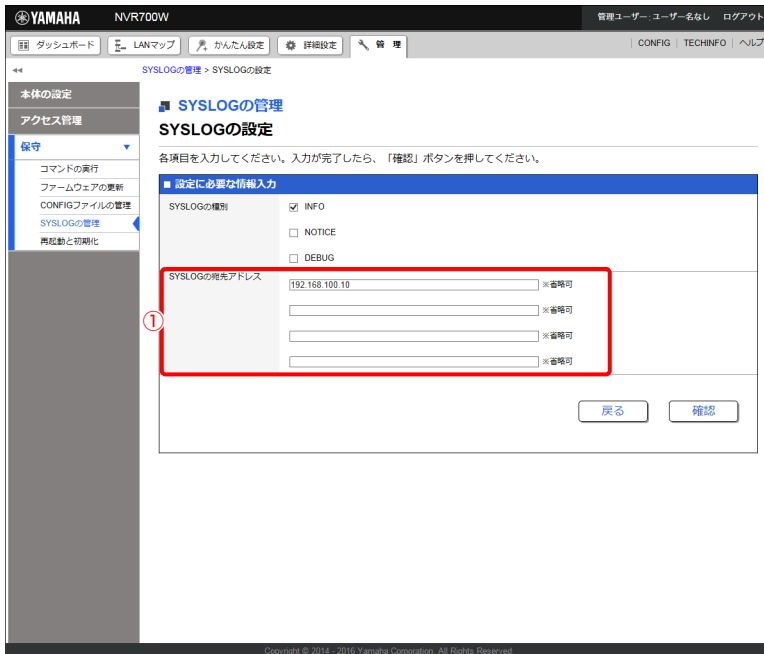 YAMAHA NVR700W 管理ユーザー:ユーザー名なし ログアウト
ダッシュボード LANマップ かんたん設定 詳細設定 管 理 CONFIG TECHINFO ヘルプ
SYSLOGの管理 > SYSLOGの設定
本体の設定
アクセス管理
保守
コマンドの実行
ファームウェアの更新
CONFIGファイルの管理
SYSLOGの管理
再起動と初期化
SYSLOGの管理
SYSLOGの設定
各項目を入力してください。入力が完了したら、「確認」ボタンを押してください。
■ 設定に必要な情報入力
SYSLOGの種別 INFO
NOTICE
DEBUG
SYSLOGの宛先アドレス 192.168.100.10 ※省略可
※省略可
①
※省略可
※省略可
戻る 確認
Copyright © 2014 - 2016 Yamaha Corporation. All Rights Reserved.